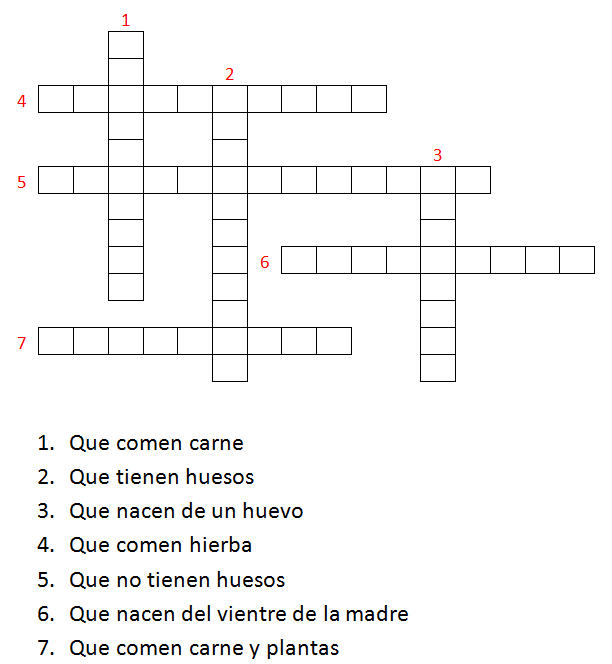 1
2
4
3
5
6
7
1. Que comen carne
2. Que tienen huesos
3. Que nacen de un huevo
4. Que comen hierba
5. Que no tienen huesos
6. Que nacen del vientre de la madre
7. Que comen carne y plantas